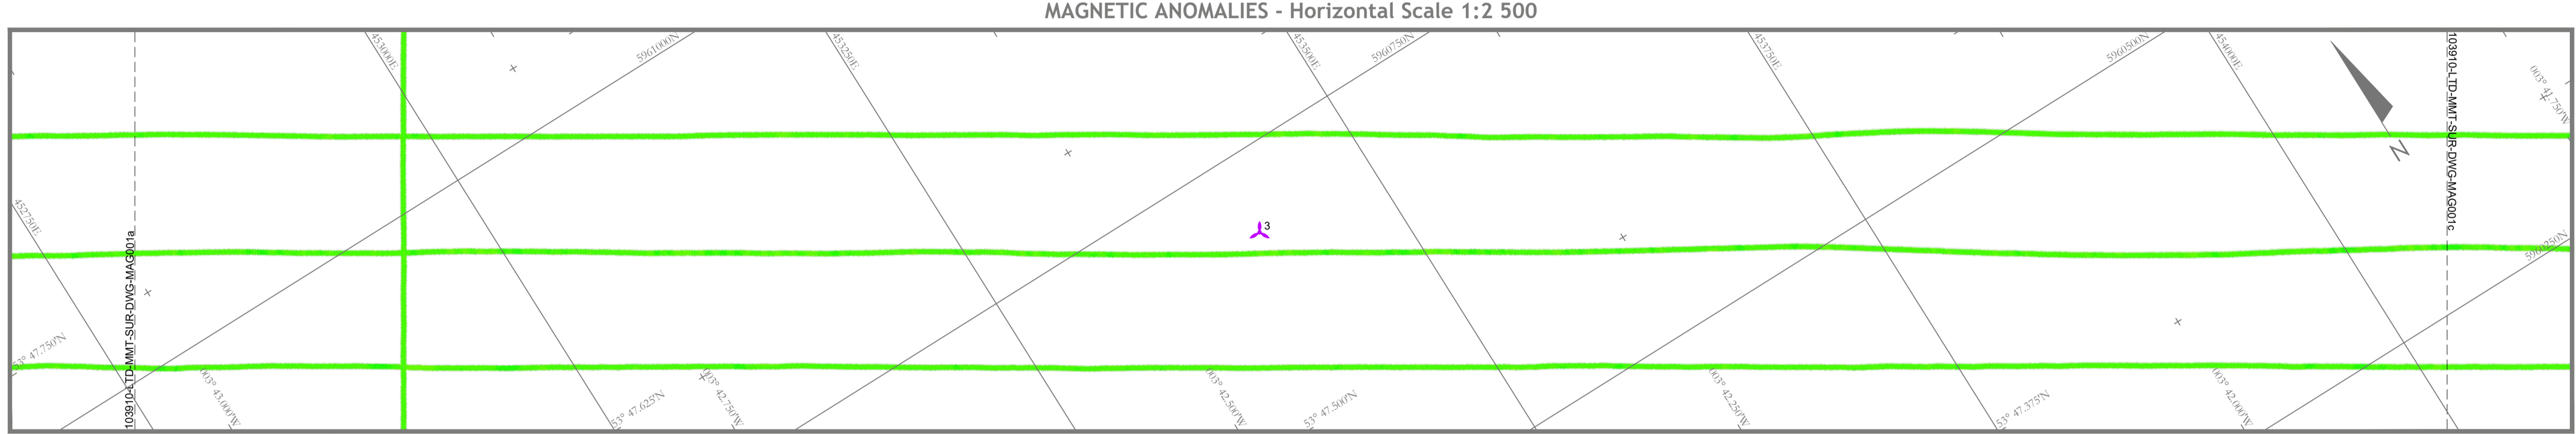 MAGNETIC ANOMALIES - Horizontal Scale 1:2 500
453000E
5961000N
453250E
453500E
5960750N
453750E
5960500N
454000E
103910-LTD-MMT-SUR-DWG-MAG001c
003° 41.750'W
N
452750E
103910-LTD-MMT-SUR-DWG-MAG001a
3
5960250N
53° 47.750'N
003° 43.000'W
53° 47.625'N
003° 42.750'W
003° 42.500'W
53° 47.500'N
003° 42.250'W
53° 47.375'N
003° 42.000'W